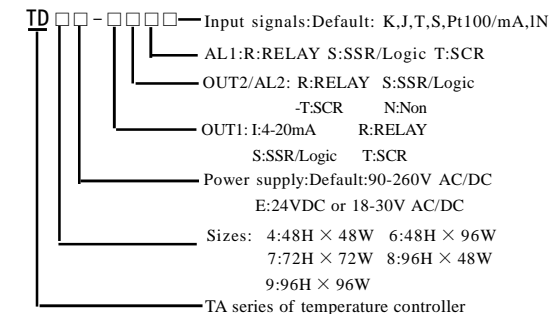 TD□□-□□□□ Input signals:Default: K,J,T,S,Pt100/mA,lN
AL1:R:RELAY S:SSR/Logic T:SCR
OUT2/AL2: R:RELAY S:SSR/Logic
-T:SCR N:Non
OUT1: I:4-20mA R:RELAY
S:SSR/Logic T:SCR
Power supply:Default:90-260V AC/DC
E:24VDC or 18-30V AC/DC
Sizes: 4:48H × 48W 6:48H × 96W
7:72H × 72W 8:96H × 48W
9:96H × 96W
TA series of temperature controller